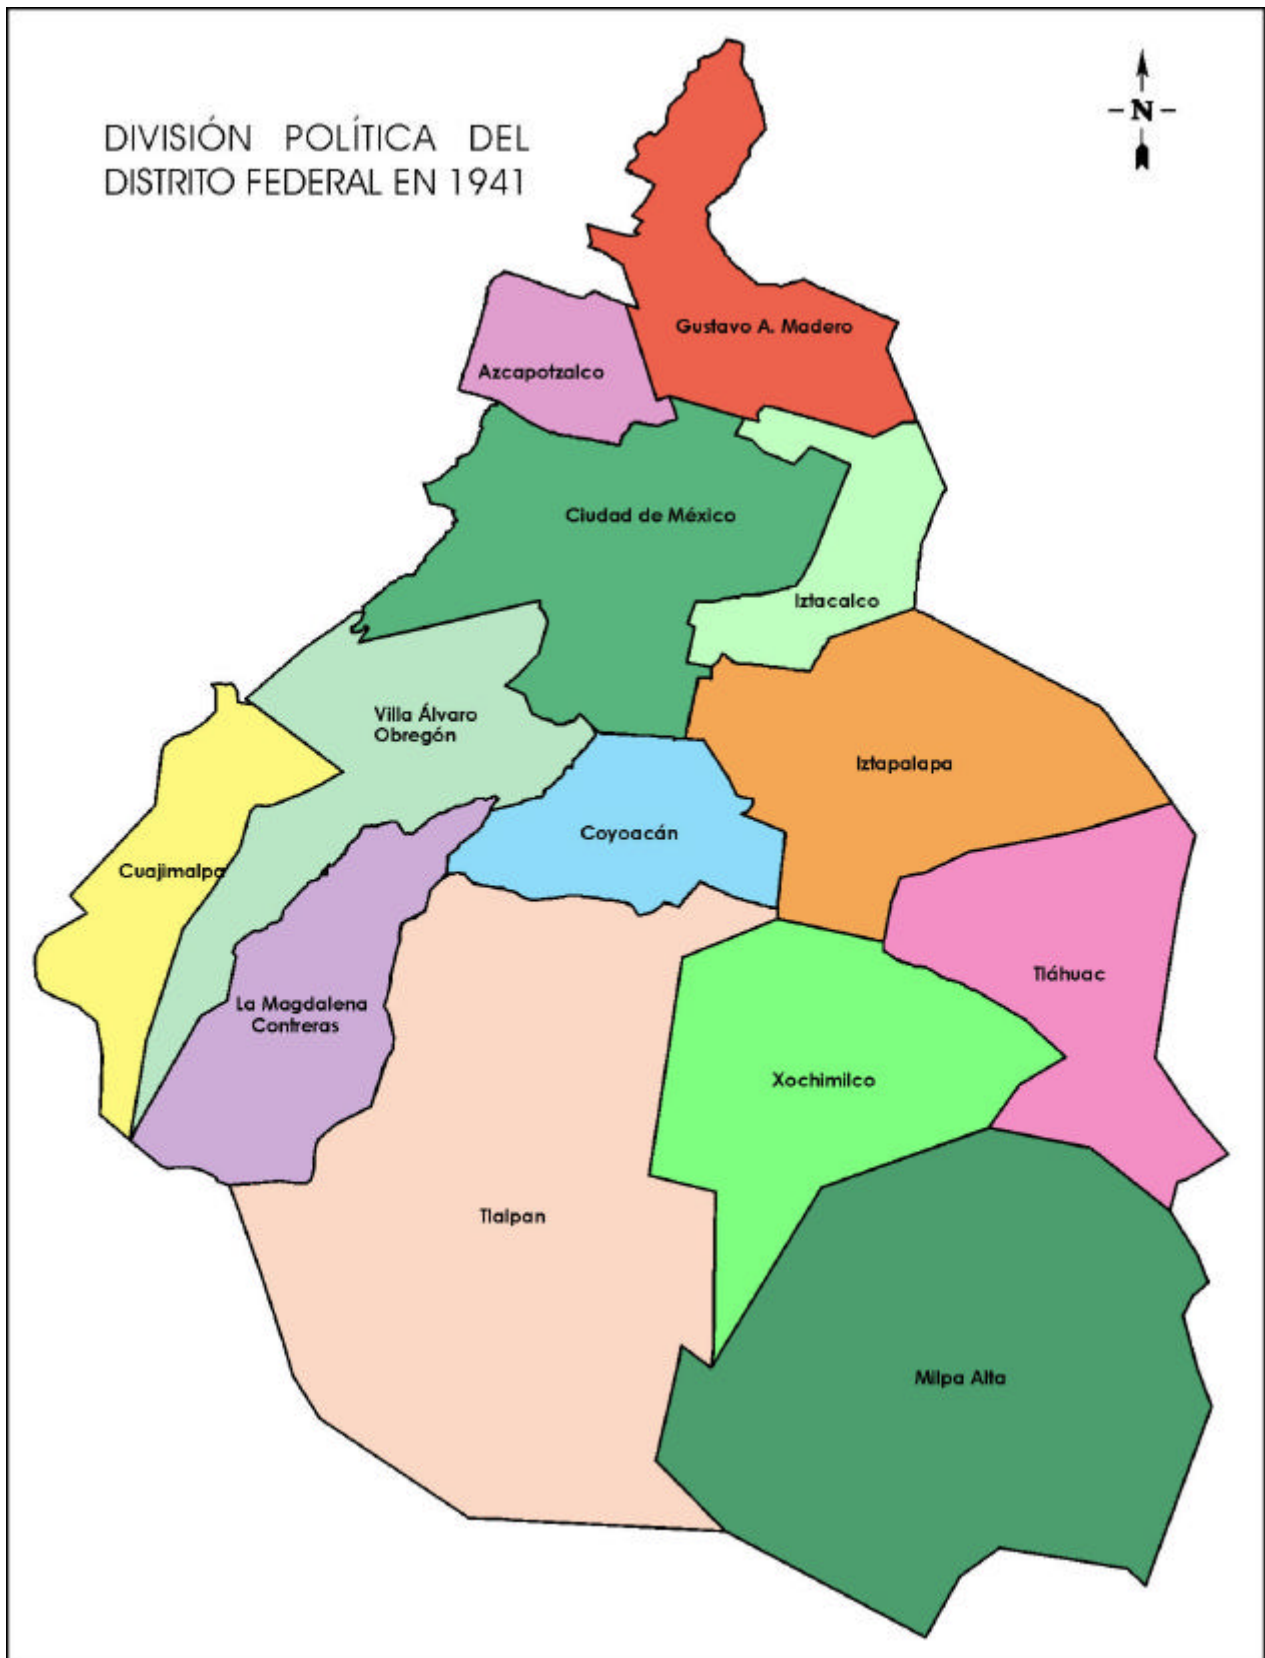 DIVISIÓN POLÍTICA DEL
DISTRITO FEDERAL EN 1941
N
Gustavo A. Madero
Azcapotzalco
Ciudad de México
Iztacalco
Villa Álvaro
Obregón
Iztapalapa
Coyoacán
Cuajimalpa
Tláhuac
La Magdalena
Contreras
Xochimilco
Tlalpan
Milpa Alta